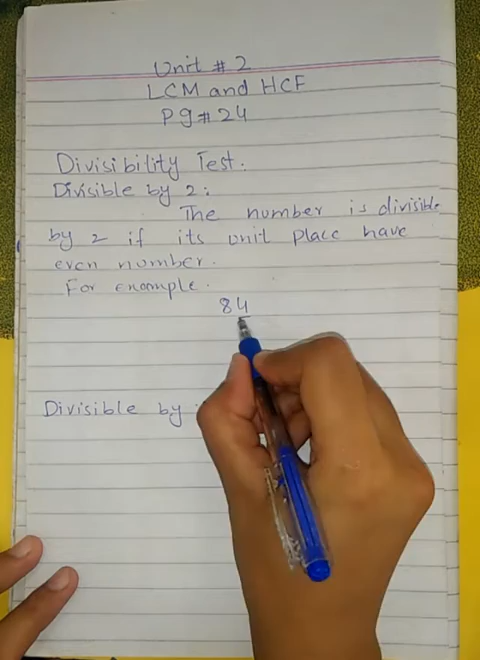 Unit # 2
LCM and HCF
Pg # 24
Divisibility Test.
Divisible by 2:
The number is divisible
by 2 if its unit place have
even number.
For example.
84
Divisible by